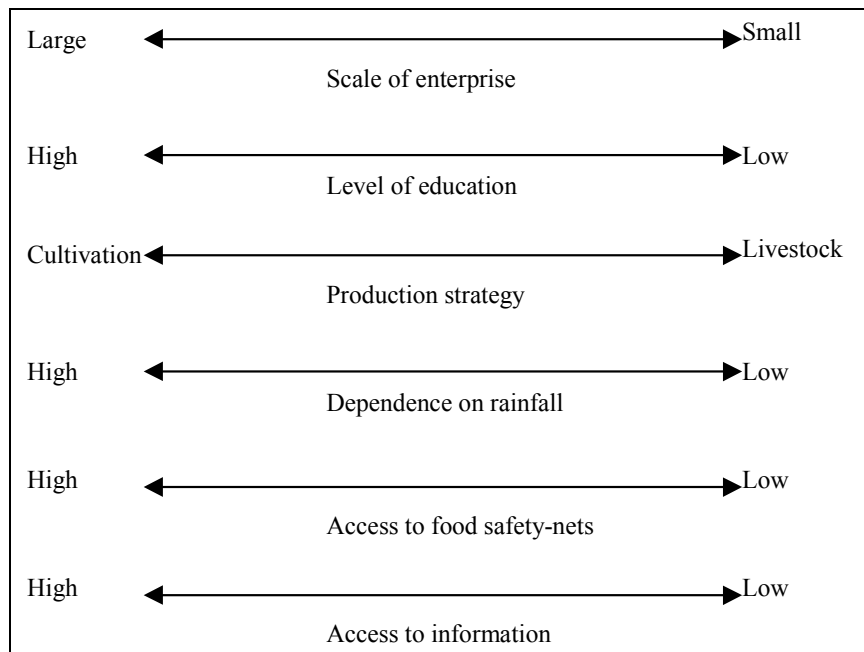 Large Small
Scale of enterprise
High Low
Level of education
Cultivation Livestock
Production strategy
High Low
Dependence on rainfall
High Low
Access to food safety-nets
High Low
Access to information